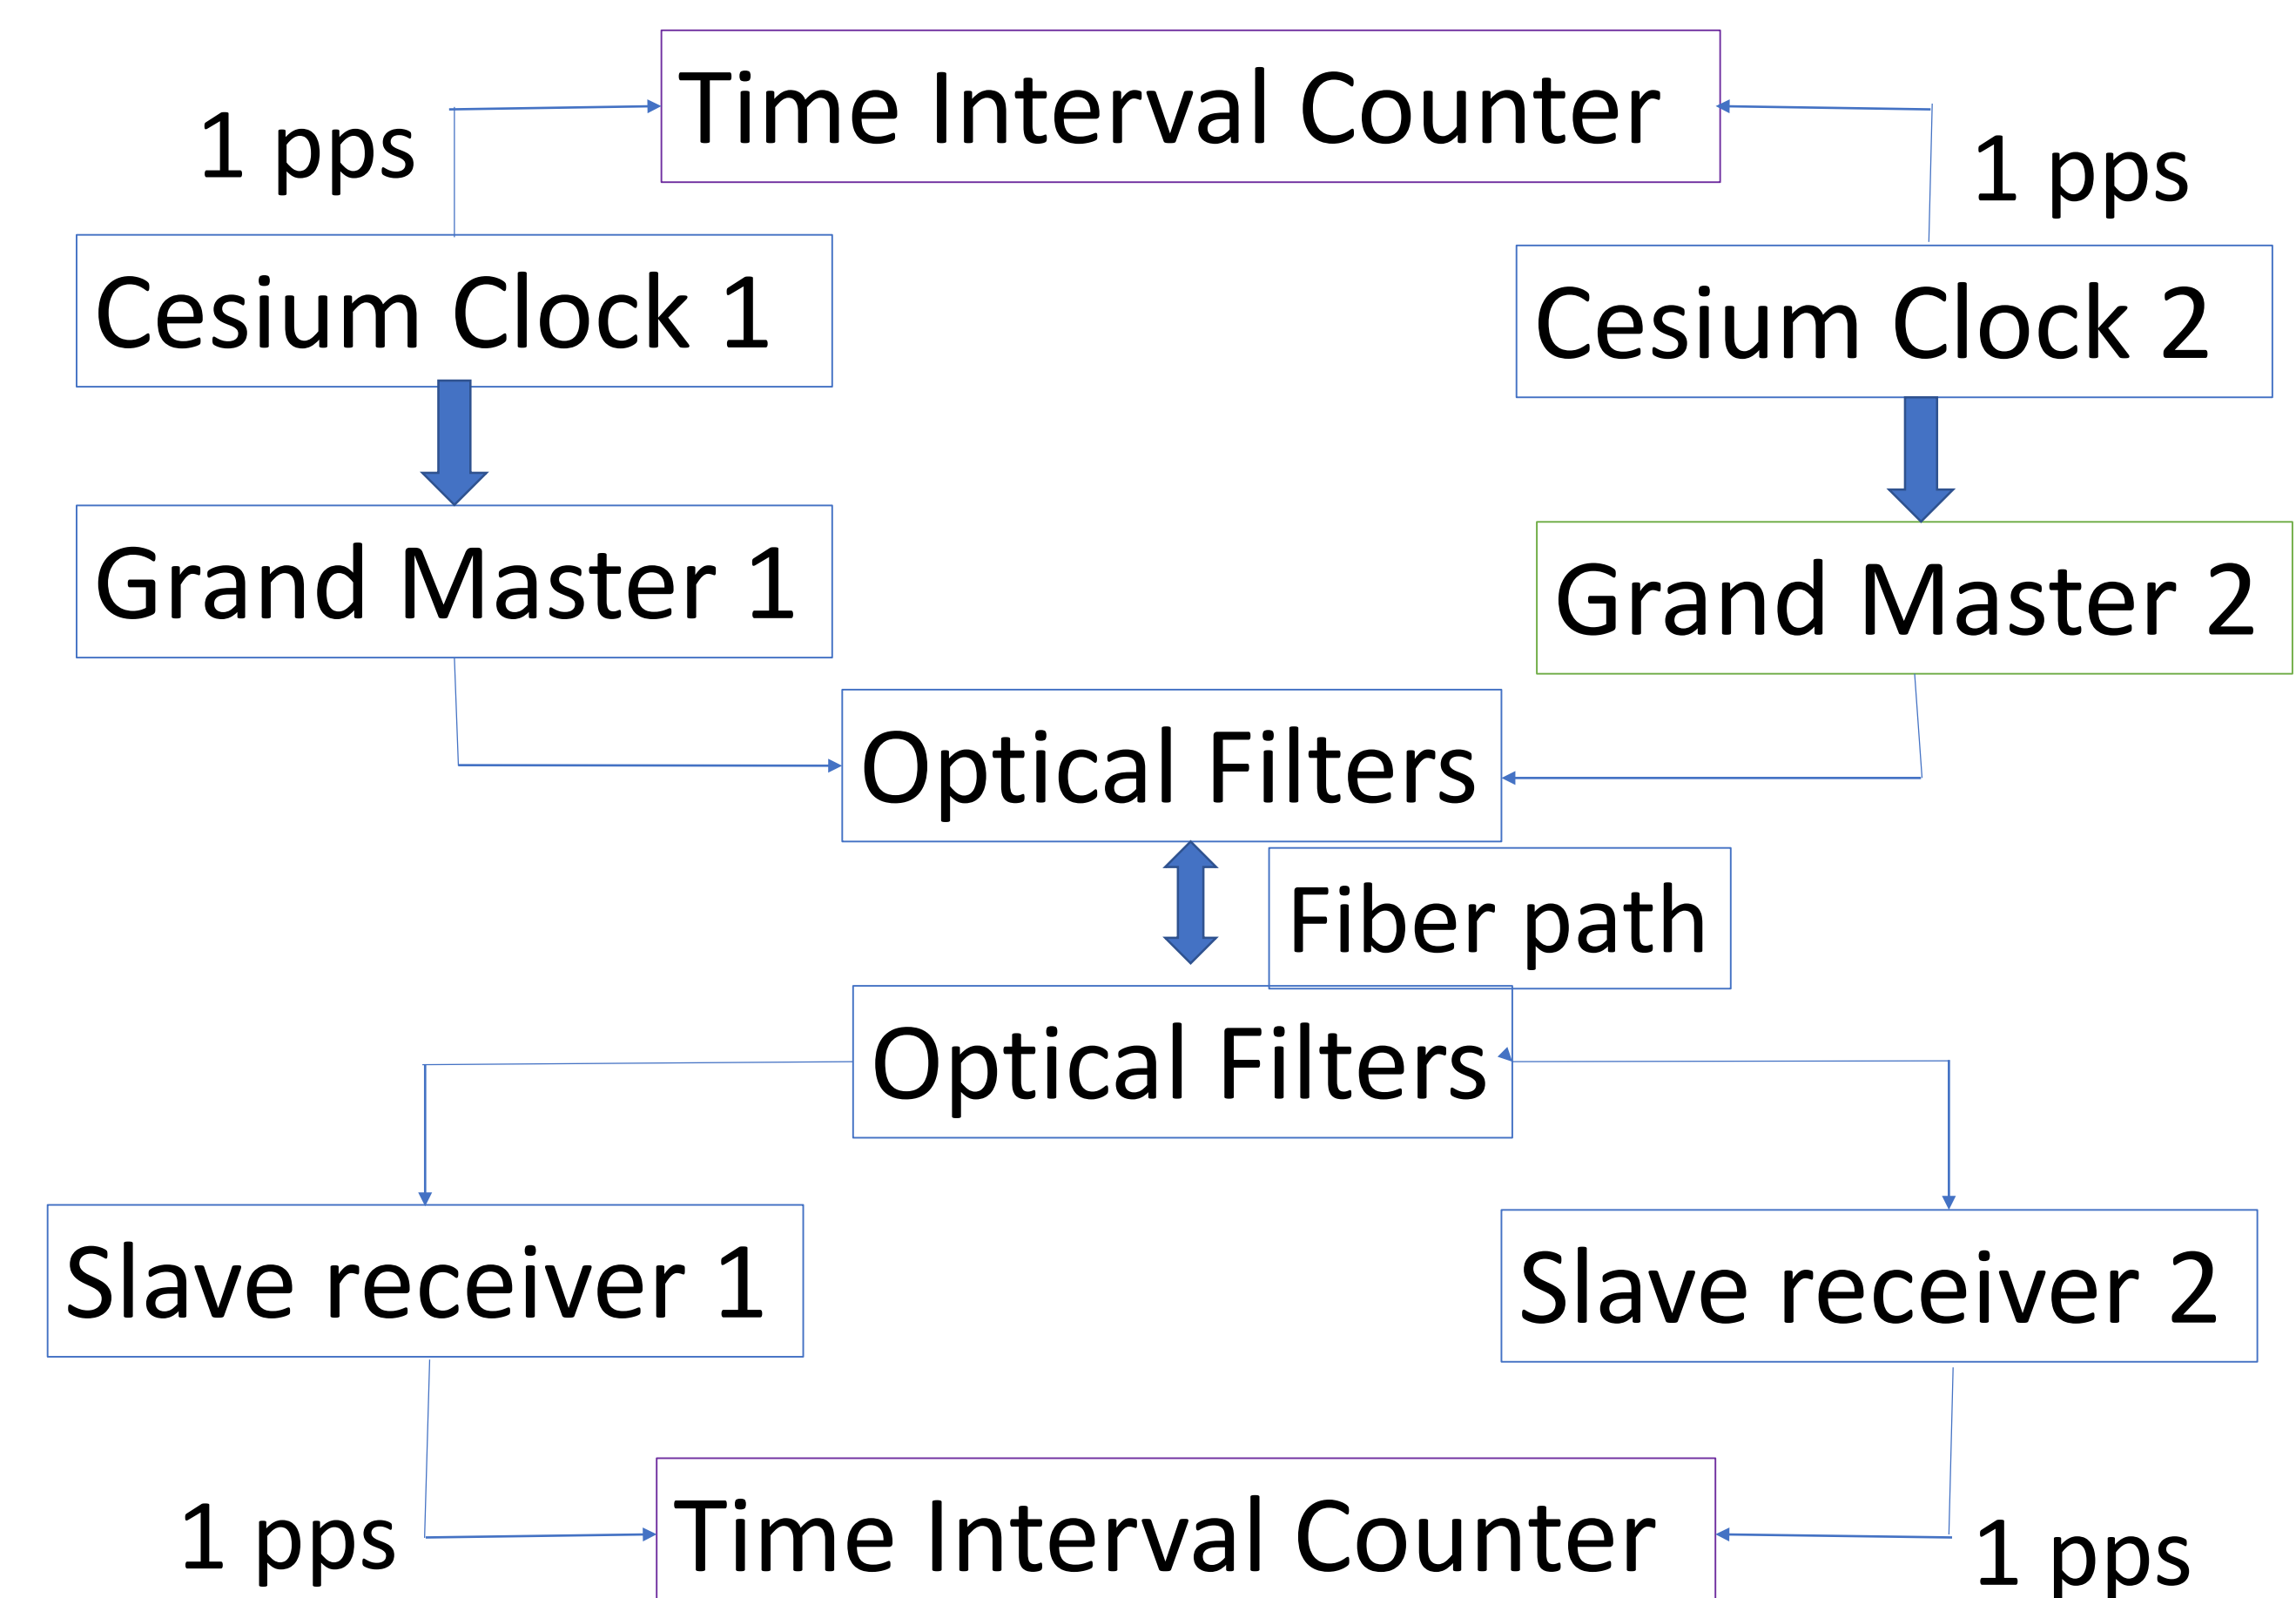 Time Interval Counter
1 pps
1 pps
Cesium Clock 1
Cesium Clock 2
Grand Master 1
Grand Master 2
Optical Filters
Fiber path
Optical Filters
Slave receiver 1
Slave receiver 2
1 pps
Time Interval Counter
1 pps